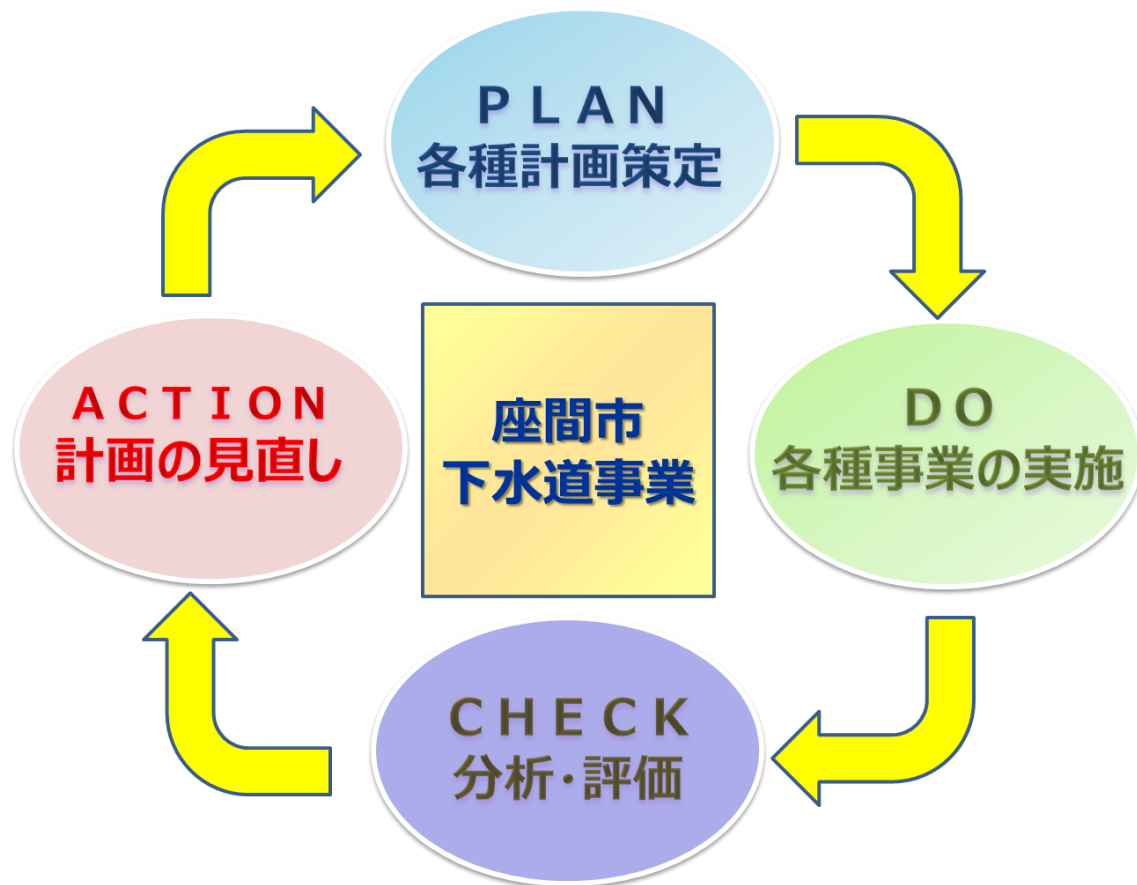 ＰＬＡＮ
各種計画策定
ＡＣＴＩＯＮ
計画の見直し
座間市
下水道事業
ＤＯ
各種事業の実施
ＣＨＥＣＫ
分析・評価